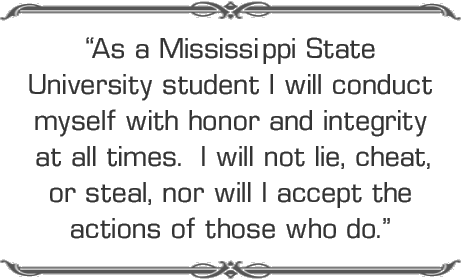 “As a Mississippi State
University student I will conduct
myself with honor and integrity
at all times.  I will not lie, cheat,
or steal, nor will I accept the
actions of those who do.”